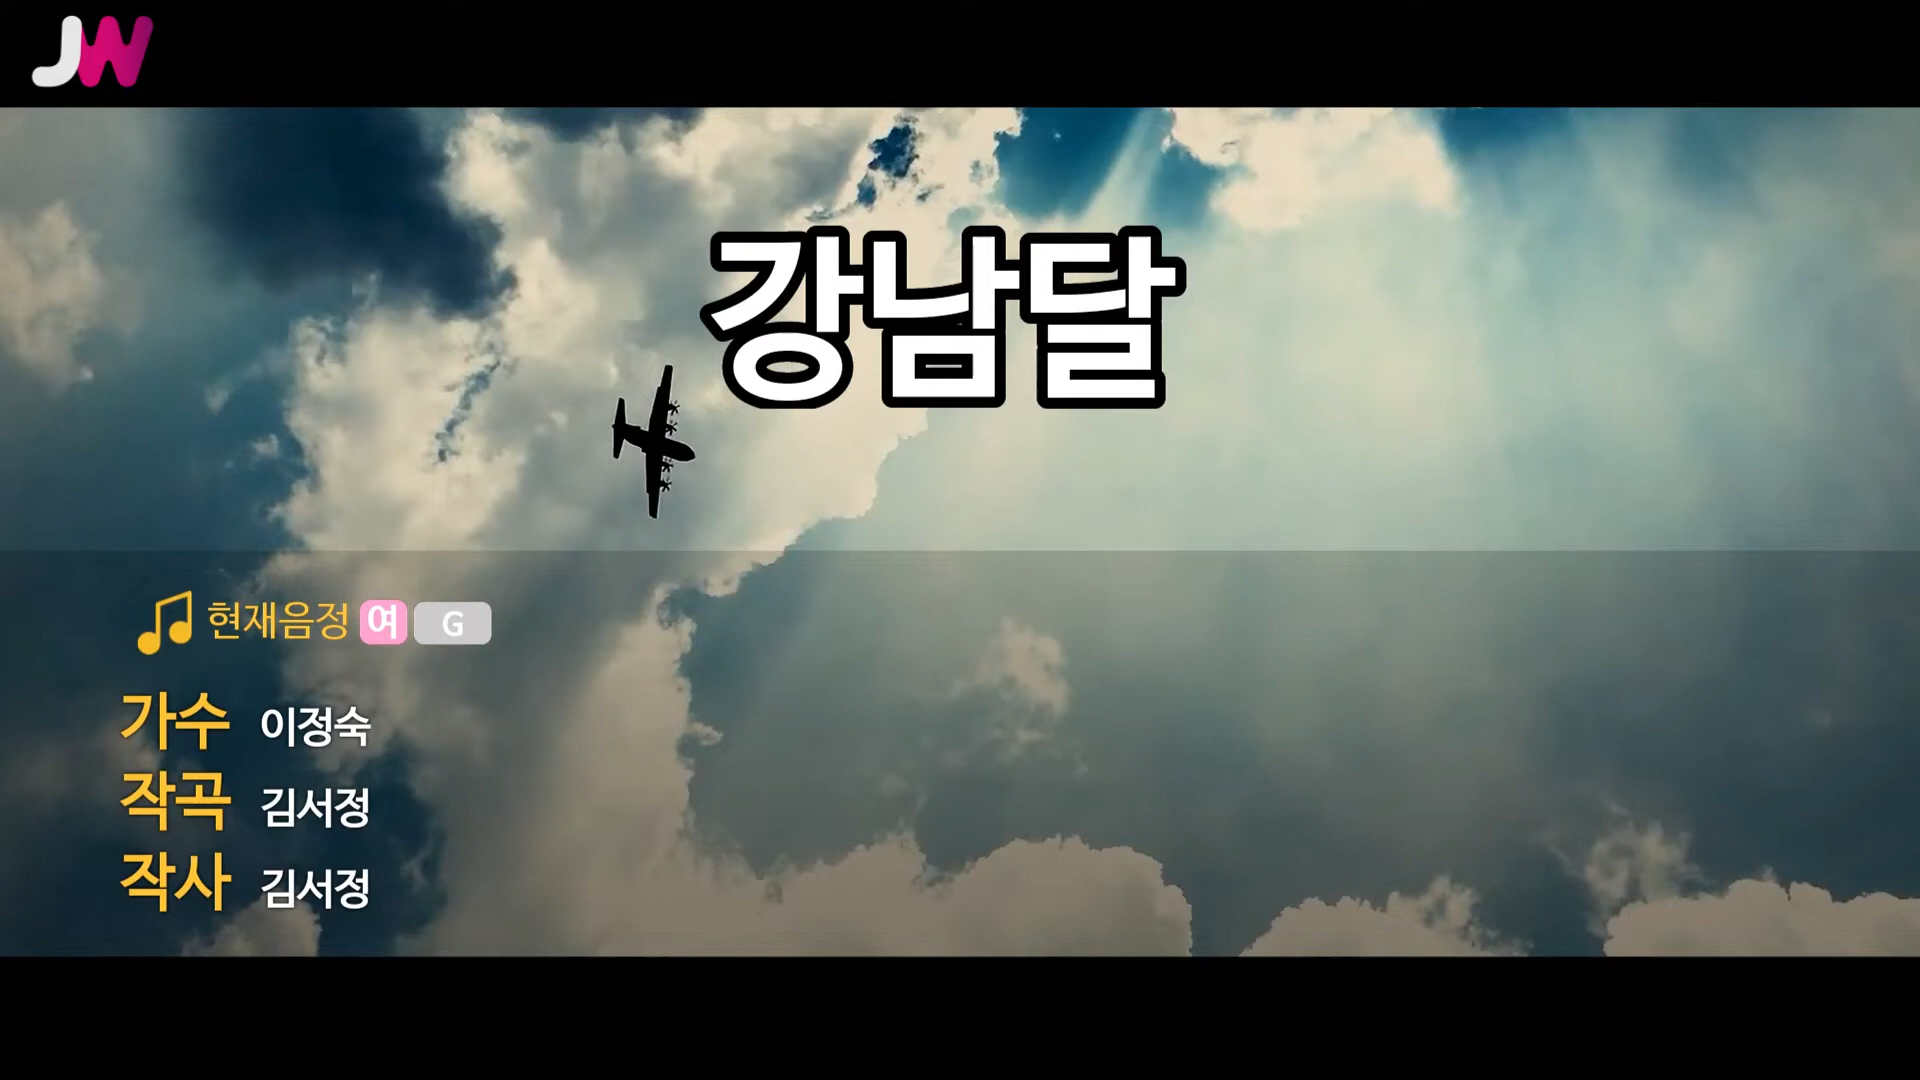 JW
강남달
현재음정 여 G
가수 이정숙
작곡 김서정
작사 김서정